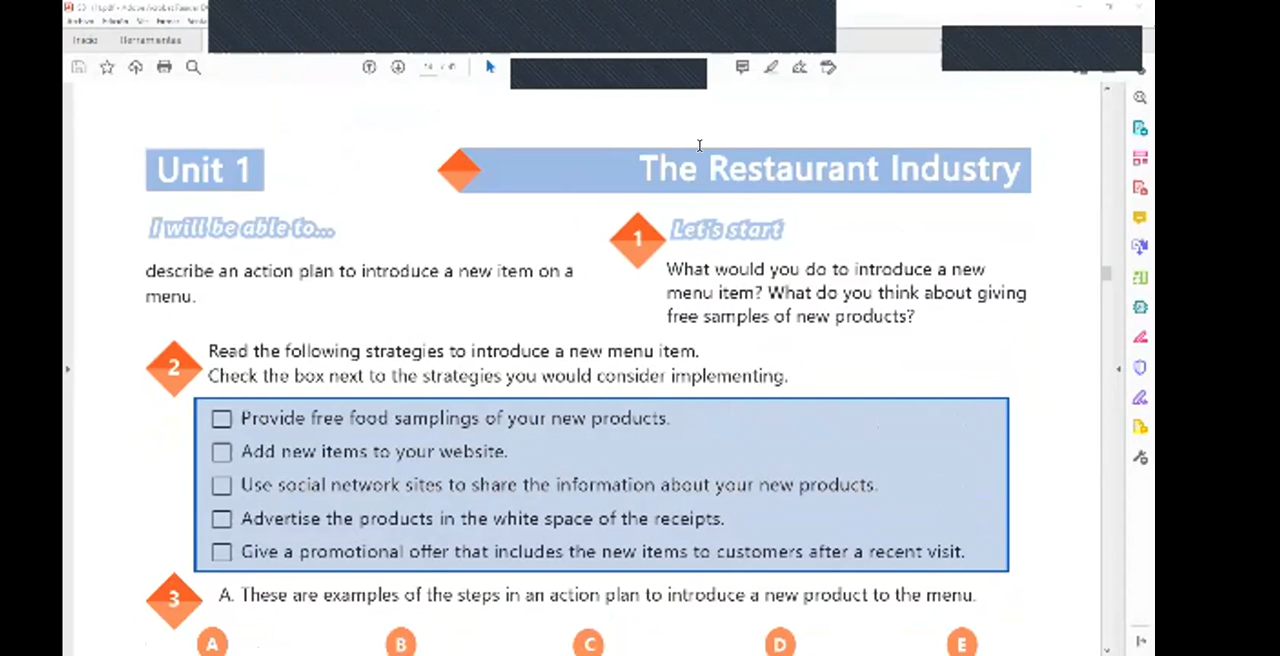 Inicio
Herramientas
Unit 1
The Restaurant Industry
I will be able to...
describe an action plan to introduce a new item on a
menu.
1
Let's start
What would you do to introduce a new
menu item? What do you think about giving
free samples of new products?
2
Read the following strategies to introduce a new menu item.
Check the box next to the strategies you would consider implementing.
Provide free food samplings of your new products.
Add new items to your website.
Use social network sites to share the information about your new products.
Advertise the products in the white space of the receipts.
Give a promotional offer that includes the new items to customers after a recent visit.
3
A. These are examples of the steps in an action plan to introduce a new product to the menu.
A B C D E